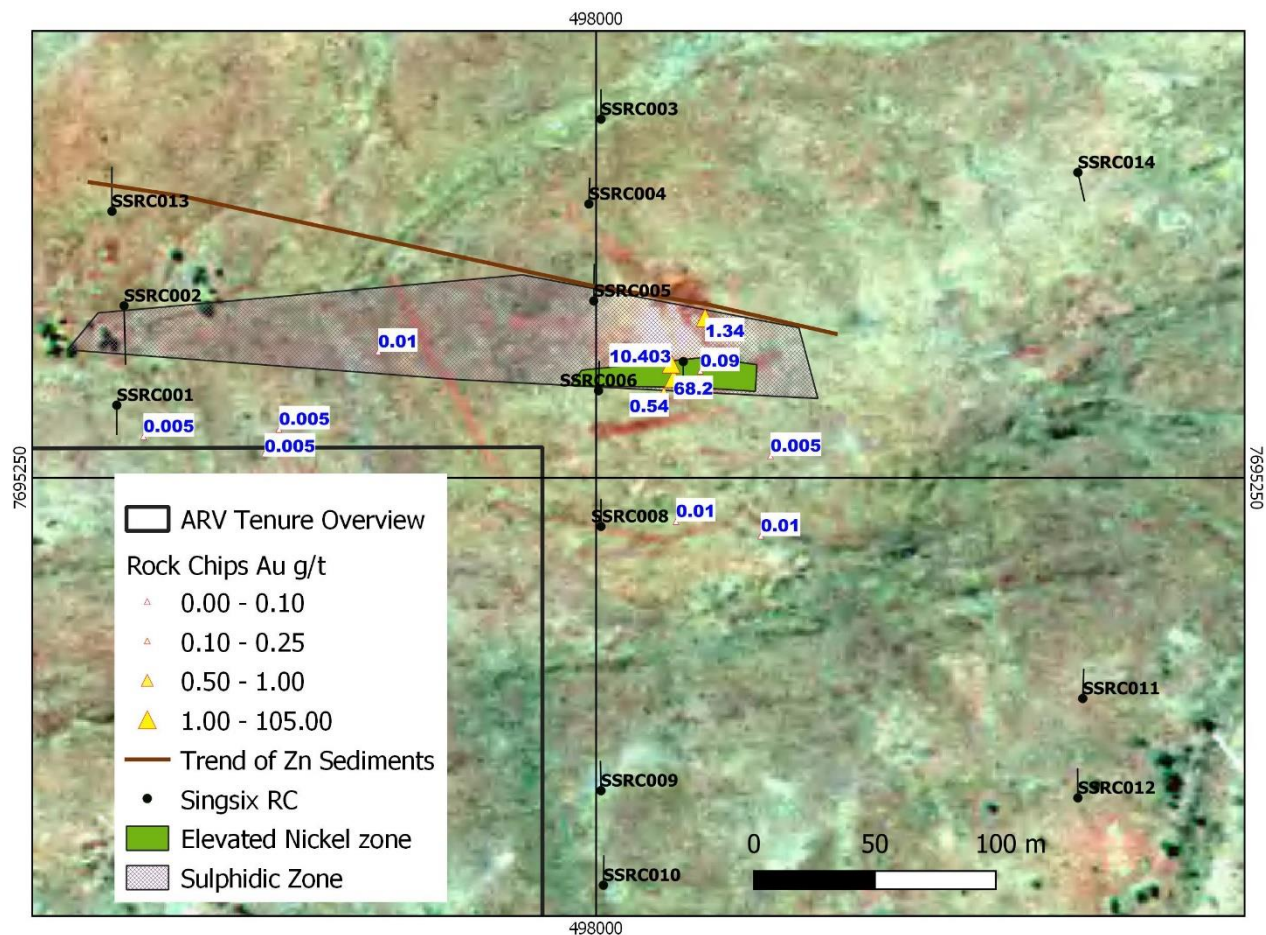 498000
SSRC003
SSRC014
SSRC004
SSRC013
SSRC002
SSRC005
1.34
0.01
10.403
0.09
SSRC006
68.2
0.54
SSRC001
0.005
0.005
0.005
0.005
7695250
7695250
0.01
SSRC008
0.01
ARV Tenure Overview
Rock Chips Au g/t
0.00 - 0.10
0.10 - 0.25
0.50 - 1.00
1.00 - 105.00
Trend of Zn Sediments
Singsix RC
Elevated Nickel zone
Sulphidic Zone
SSRC011
SSRC009
SSRC012
0 50 100 m
SSRC010
498000